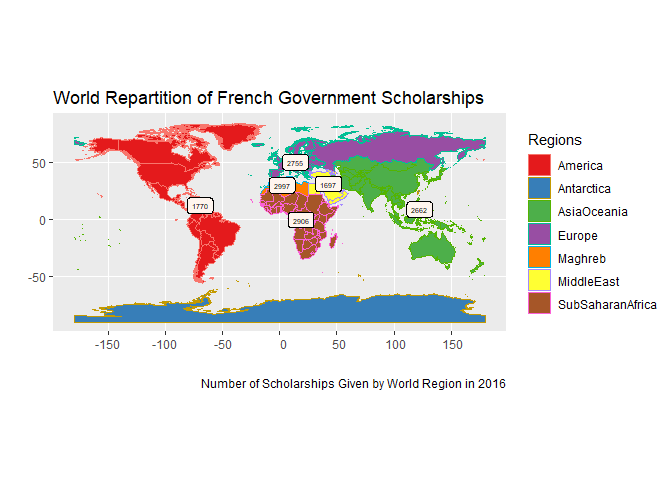 World Repartition of French Government Scholarships
Regions
America
Antarctica
AsiaOceania
Europe
Maghreb
MiddleEast
SubSaharanAfrica
50
0
-50
2755
2997
1697
1770
2906
2662
-150
-100
-50
0
50
100
150
Number of Scholarships Given by World Region in 2016